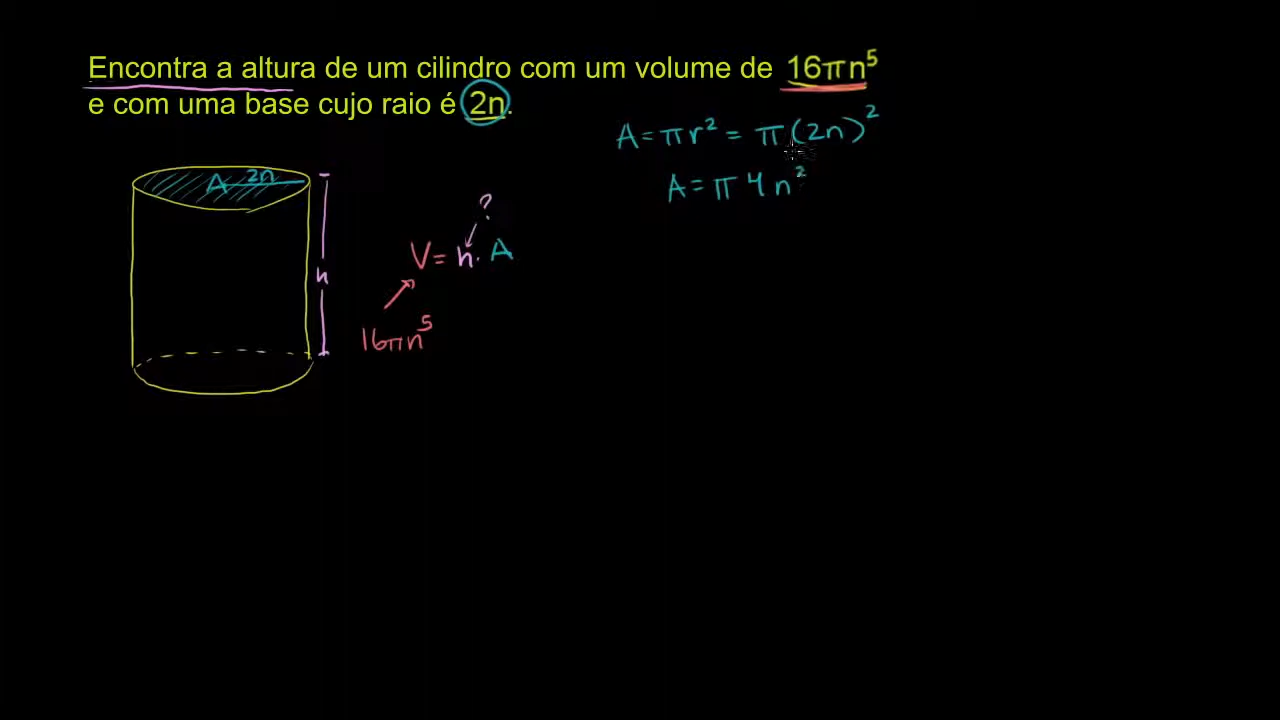 Encontra a altura de um cilindro com um volume de 16πn⁵
e com uma base cujo raio é 2n.
A = πr² = π(2n)²
A = π4n²
A 2n
?
V = h · A
h
16πn⁵